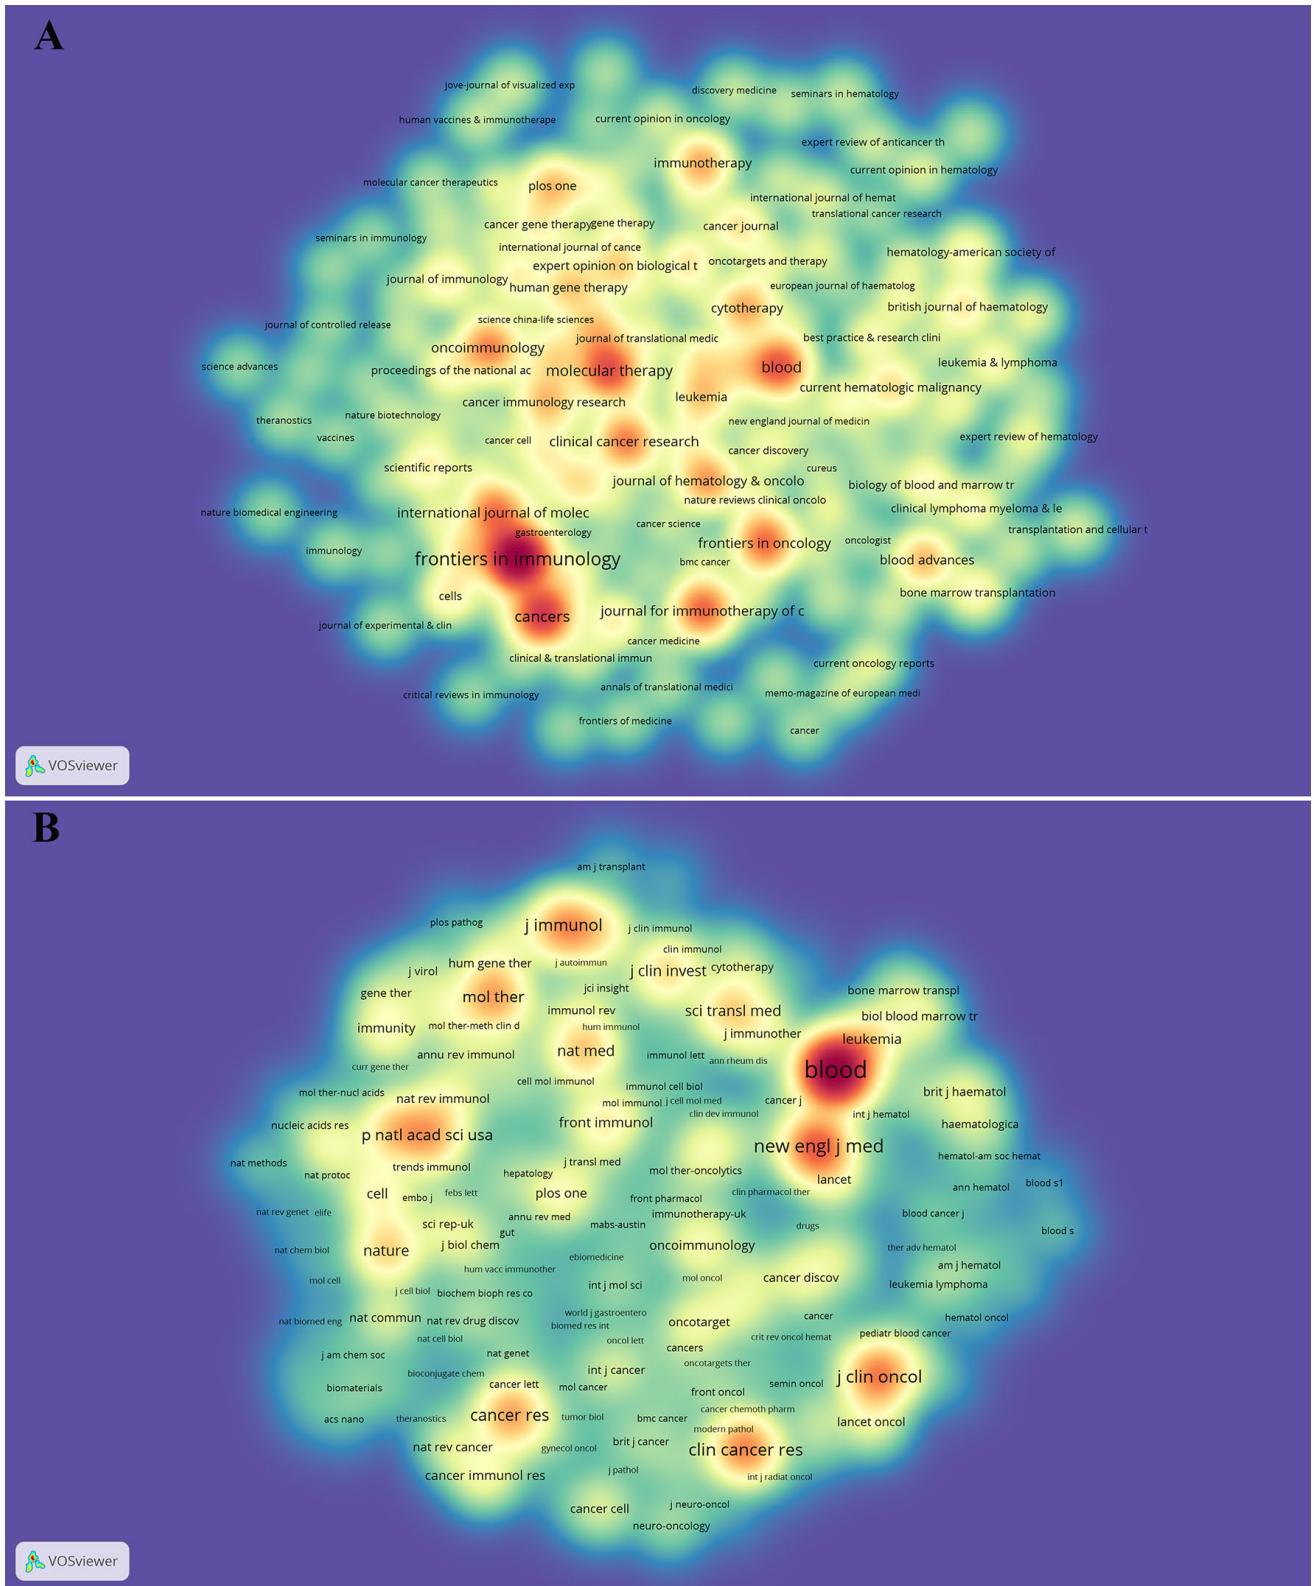 A
jove-journal of visualized exp
discovery medicine
seminars in hematology
human vaccines & immunotherape
current opinion in oncology
expert review of anticancer th
immunotherapy
current opinion in hematology
molecular cancer therapeutics
plos one
international journal of hemat
translational cancer research
cancer gene therapy
gene therapy
cancer journal
seminars in immunology
international journal of cance
hematology-american society of
expert opinion on biological t
oncotargets and therapy
journal of immunology
human gene therapy
european journal of haematolog
cytotherapy
british journal of haematology
science china-life sciences
journal of controlled release
journal of translational medic
best practice & research clini
oncoimmunology
science advances
proceedings of the national ac
molecular therapy
blood
leukemia & lymphoma
current hematologic malignancy
cancer immunology research
leukemia
nature biotechnology
theranostics
new england journal of medicin
vaccines
cancer cell
clinical cancer research
expert review of hematology
cancer discovery
scientific reports
cureus
journal of hematology & oncolo
biology of blood and marrow tr
nature reviews clinical oncolo
nature biomedical engineering
international journal of molec
clinical lymphoma myeloma & le
cancer science
transplantation and cellular t
gastroenterology
immunology
frontiers in oncology
oncologist
frontiers in immunology
bmc cancer
blood advances
cells
bone marrow transplantation
cancers
journal for immunotherapy of c
journal of experimental & clin
cancer medicine
clinical & translational immun
current oncology reports
critical reviews in immunology
annals of translational medici
memo-magazine of european medi
frontiers of medicine
cancer
VOSviewer
B
am j transplant
plos pathog
j immunol
j clin immunol
clin immunol
hum gene ther
j autoimmun
j virol
j clin invest
cytotherapy
gene ther
mol ther
jci insight
bone marrow transpl
immunol rev
sci transl med
biol blood marrow tr
immunity
mol ther-meth clin d
hum immunol
j immunother
leukemia
annu rev immunol
nat med
immunol lett
ann rheum dis
curr gene ther
blood
cell mol immunol
immunol cell biol
mol ther-nucl acids
nat rev immunol
mol immunol
j cell mol med
cancer j
brit j haematol
clin dev immunol
int j hematol
nucleic acids res
front immunol
haematologica
p natl acad sci usa
new engl j med
nat methods
trends immunol
j transl med
hematol-am soc hemat
nat protoc
hepatology
mol ther-oncolytics
lancet
cell
embo j
febs lett
plos one
front pharmacol
clin pharmacol ther
ann hematol
blood s1
nat rev genet
elife
annu rev med
immunotherapy-uk
blood cancer j
sci rep-uk
gut
mabs-austin
drugs
blood s
nature
j biol chem
oncoimmunology
ther adv hematol
nat chem biol
ebiomedicine
am j hematol
hum vacc immunother
mol cell
mol oncol
cancer discov
leukemia lymphoma
j cell biol
biochem bioph res co
int j mol sci
nat biomed eng
nat commun
nat rev drug discov
world j gastroentero
oncotarget
cancer
hematol oncol
biomed res int
nat cell biol
oncol lett
crit rev oncol hemat
pediatr blood cancer
j am chem soc
nat genet
cancers
oncotargets ther
bioconjugate chem
int j cancer
j clin oncol
biomaterials
cancer lett
mol cancer
front oncol
semin oncol
acs nano
theranostics
cancer res
tumor biol
bmc cancer
cancer chemoth pharm
lancet oncol
modern pathol
nat rev cancer
gynecol oncol
brit j cancer
clin cancer res
cancer immunol res
j pathol
int j radiat oncol
cancer cell
j neuro-oncol
neuro-oncology
VOSviewer